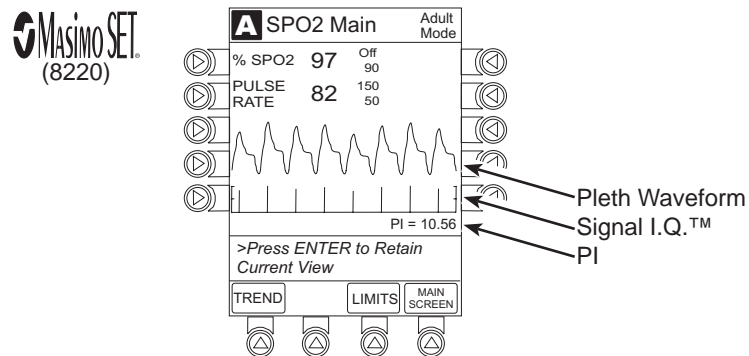 Masimo SET.
(8220)
A SPO2 Main Adult Mode
% SPO2 97 Off 90
PULSE RATE 82 150 50
Pleth Waveform
Signal I.Q.™
PI = 10.56
PI
>Press ENTER to Retain
Current View
TREND LIMITS MAIN SCREEN